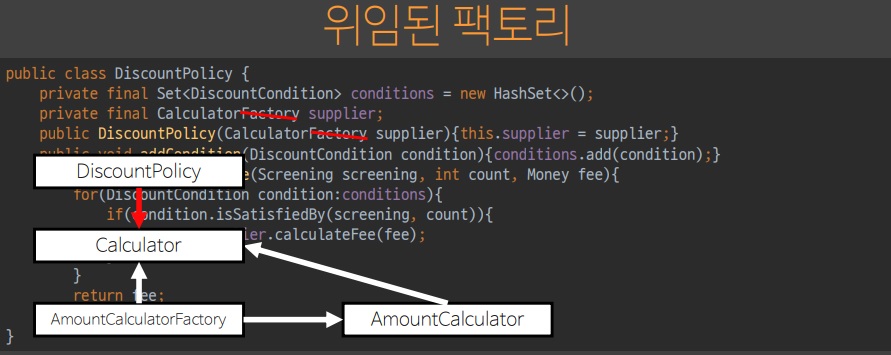 위임된 팩토리
public class DiscountPolicy {
private final Set<DiscountCondition> conditions = new HashSet<>();
private final CalculatorFactory supplier;
public DiscountPolicy(CalculatorFactory supplier){this.supplier = supplier;}
public void addCondition(DiscountCondition condition){conditions.add(condition);}
DiscountPolicy
(Screening screening, int count, Money fee){
for(DiscountCondition condition:conditions){
if(condition.isSatisfiedBy(screening, count)){
Calculator
.calculateFee(fee);
}
return fee;
AmountCalculatorFactory
AmountCalculator
}